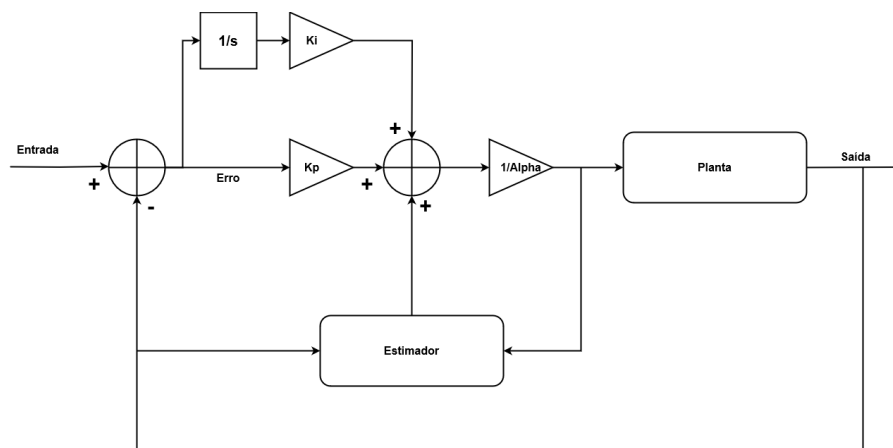 1/s
Ki
+
Entrada
Saída
+
Erro
Kp
+
1/Alpha
Planta
-
+
Estimador